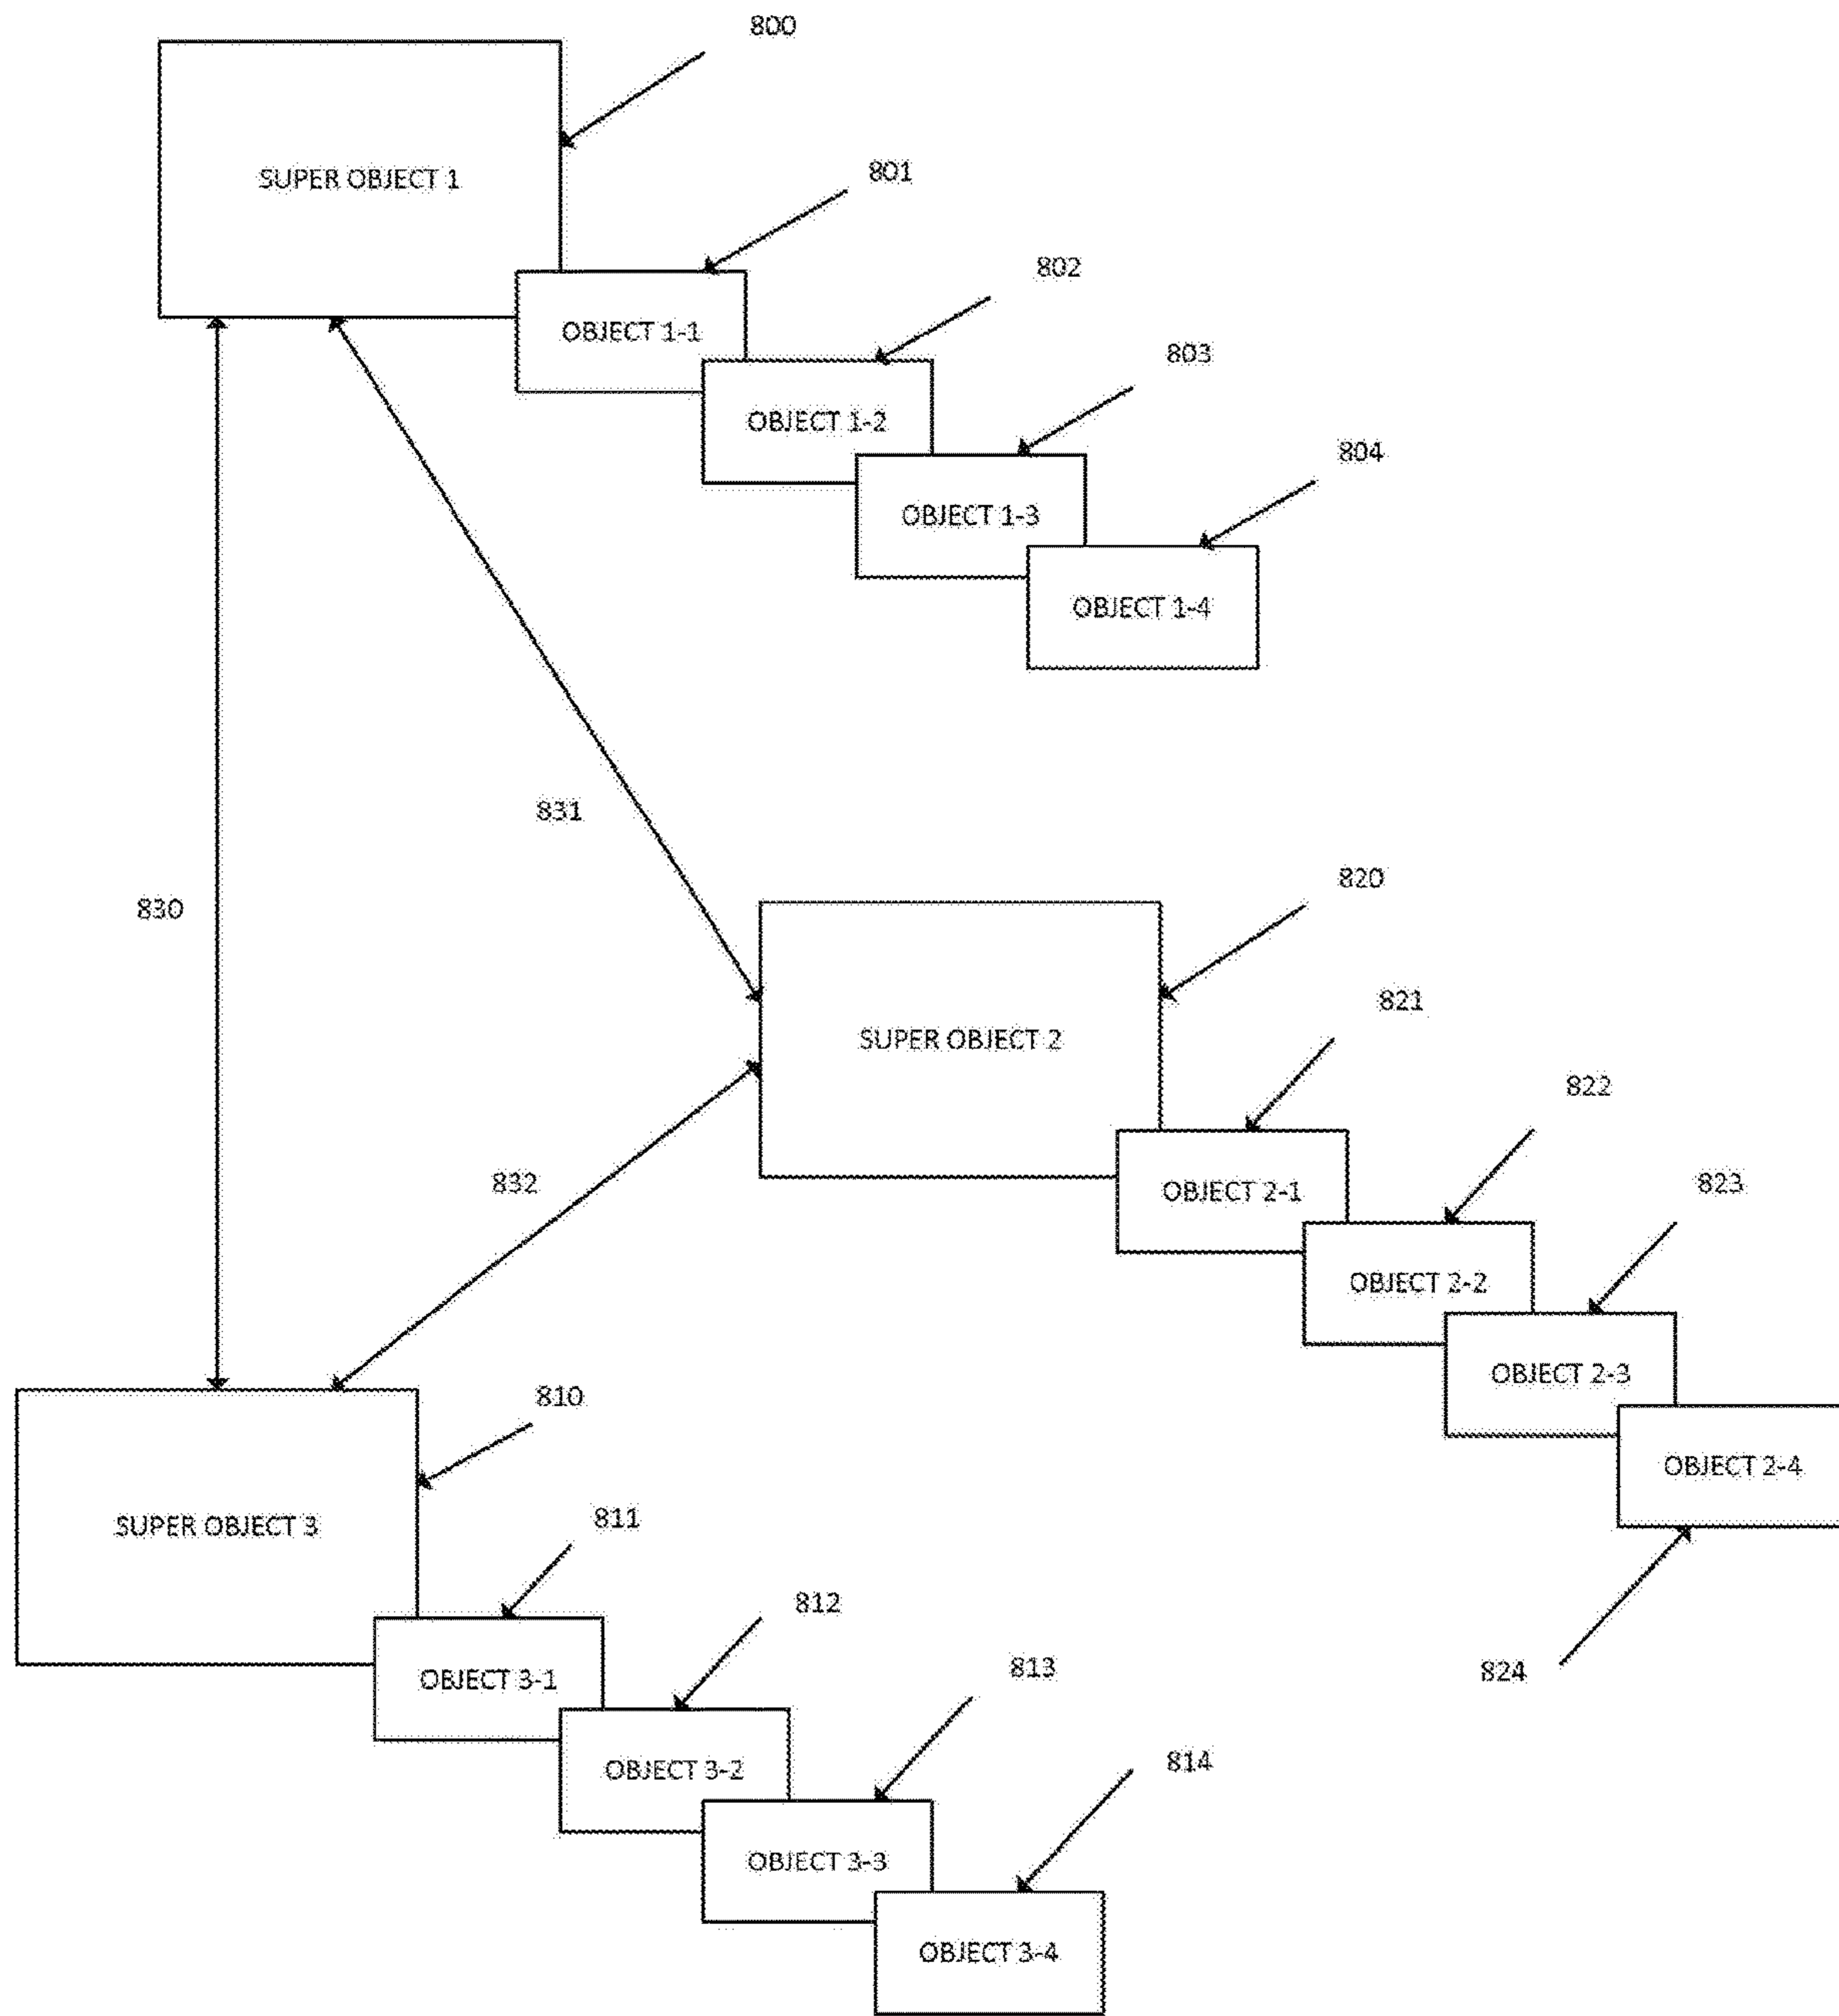 800
SUPER OBJECT 1
801
802
OBJECT 1-1
803
OBJECT 1-2
804
OBJECT 1-3
OBJECT 1-4
831
820
830
821
SUPER OBJECT 2
822
832
823
OBJECT 2-1
OBJECT 2-2
OBJECT 2-3
810
OBJECT 2-4
811
SUPER OBJECT 3
812
813
824
OBJECT 3-1
814
OBJECT 3-2
OBJECT 3-3
OBJECT 3-4